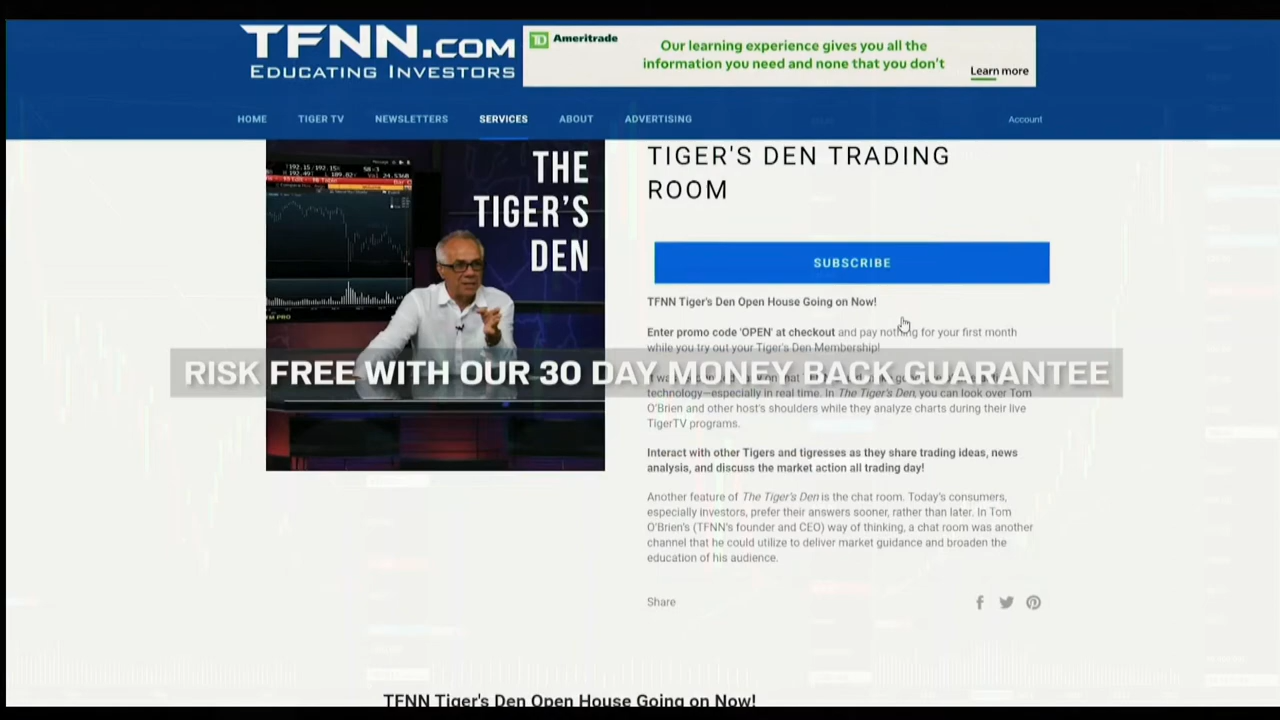 TFNN.COM
EDUCATING INVESTORS
TD Ameritrade
Our learning experience gives you all the
information you need and none that you don't
Learn more
HOME
TIGER TV
NEWSLETTERS
SERVICES
ABOUT
ADVERTISING
Account
THE
TIGER'S
DEN
TIGER'S DEN TRADING
ROOM
SUBSCRIBE
TFNN Tiger's Den Open House Going on Now!
Enter promo code 'OPEN' at checkout and pay nothing for your first month
while you try out your Tiger's Den Membership!
RISK FREE WITH OUR 30 DAY MONEY BACK GUARANTEE
technology—especially in real time. In The Tiger's Den, you can look over Tom
O'Brien and other host's shoulders while they analyze charts during their live
TigerTV programs.
Interact with other Tigers and tigresses as they share trading ideas, news
analysis, and discuss the market action all trading day!
Another feature of The Tiger's Den is the chat room. Today's consumers,
especially investors, prefer their answers sooner, rather than later. In Tom
O'Brien's (TFNN's founder and CEO) way of thinking, a chat room was another
channel that he could utilize to deliver market guidance and broaden the
education of his audience.
Share
TFNN Tiger's Den Open House Going on Now!